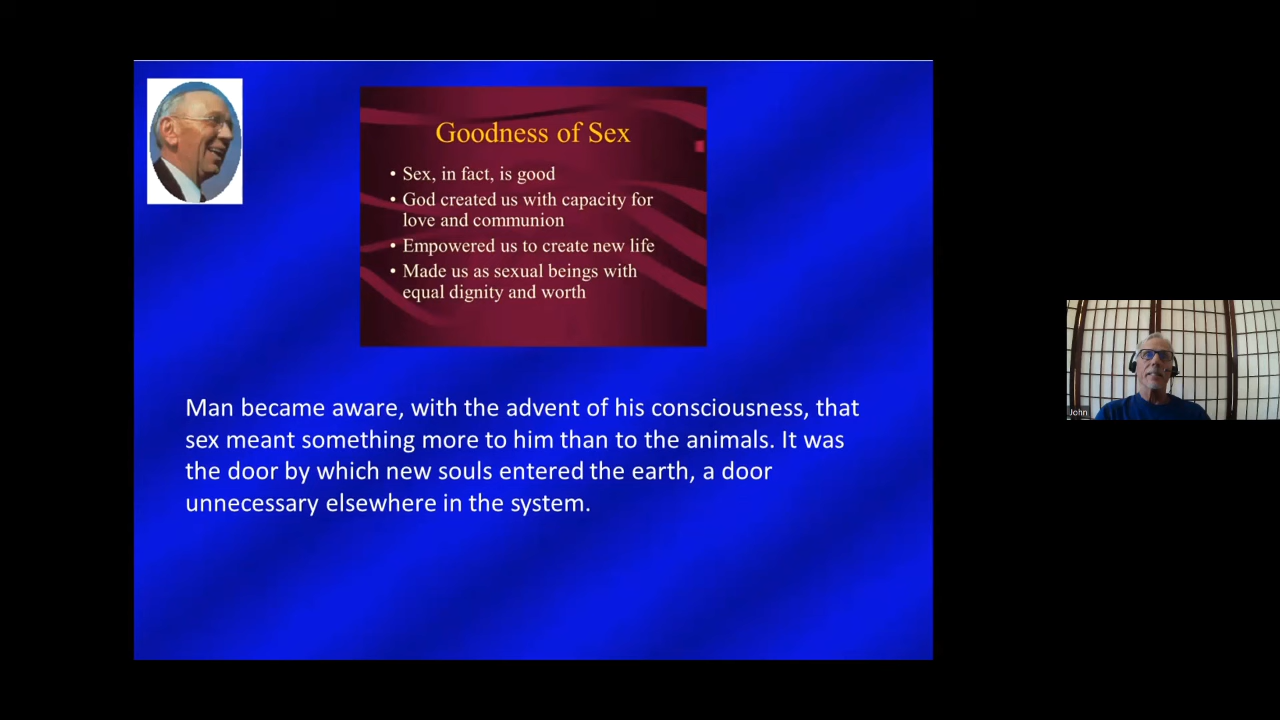 Goodness of Sex
• Sex, in fact, is good
• God created us with capacity for
love and communion
• Empowered us to create new life
• Made us as sexual beings with
equal dignity and worth
Man became aware, with the advent of his consciousness, that
sex meant something more to him than to the animals. It was
the door by which new souls entered the earth, a door
unnecessary elsewhere in the system.
John